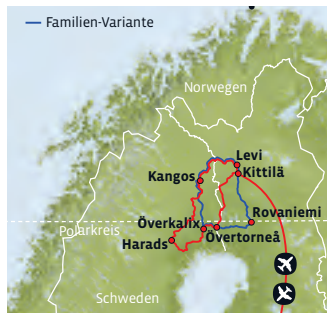 Familien-Variante
Norwegen
Levi
Kittilä
Kangos
Rovaniemi
Överkalix
Polarkreis
Övertorneå
Harads
Schweden